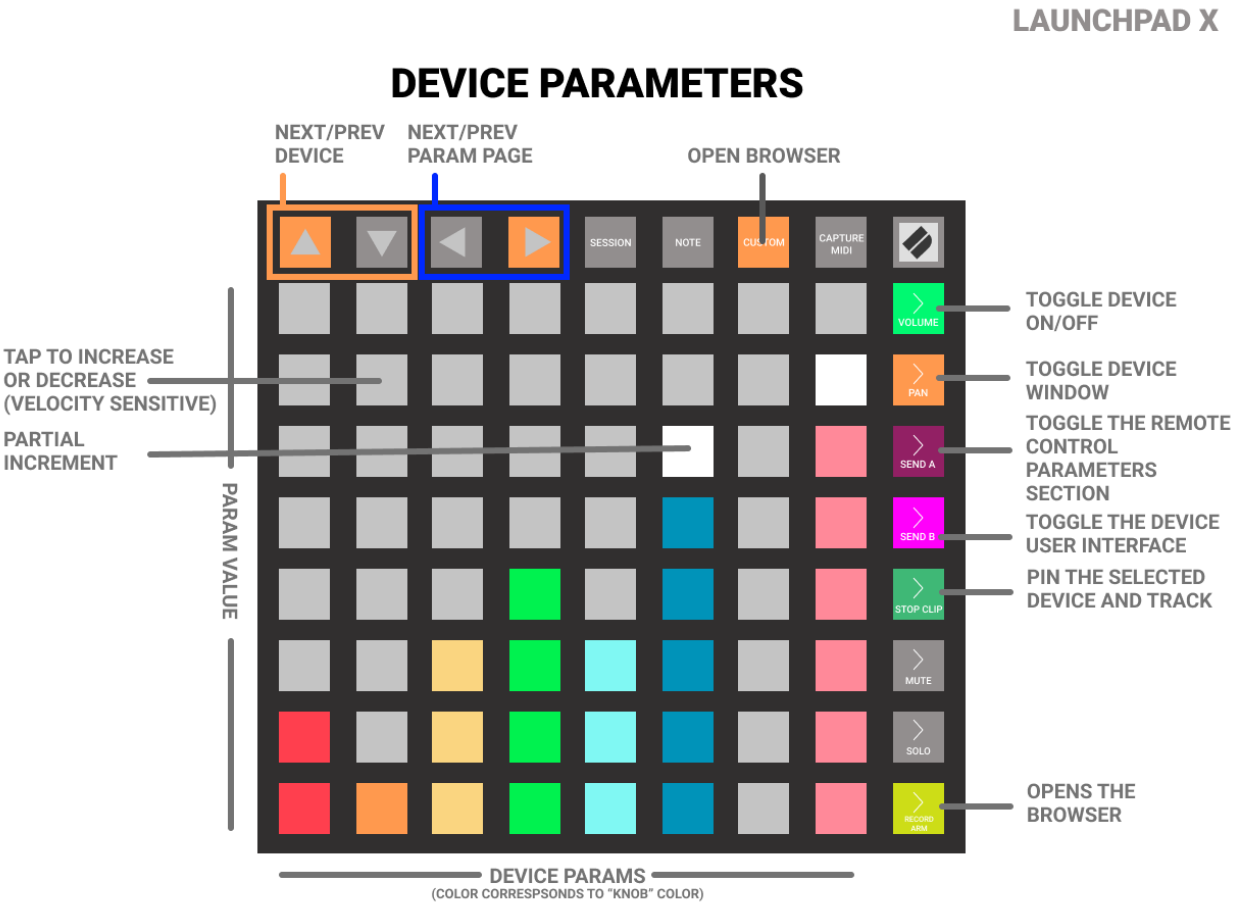 LAUNCHPAD X
DEVICE PARAMETERS
NEXT/PREV
DEVICE
NEXT/PREV
PARAM PAGE
OPEN BROWSER
SESSION
NOTE
CUSTOM
CAPTURE
MIDI
VOLUME
TOGGLE DEVICE
ON/OFF
TAP TO INCREASE
OR DECREASE
(VELOCITY SENSITIVE)
PAN
TOGGLE DEVICE
WINDOW
PARTIAL
INCREMENT
SEND A
TOGGLE THE REMOTE
CONTROL
PARAMETERS
SECTION
PARAM VALUE
SEND B
TOGGLE THE DEVICE
USER INTERFACE
STOP CLIP
PIN THE SELECTED
DEVICE AND TRACK
MUTE
SOLO
RECORD
ARM
OPENS THE
BROWSER
DEVICE PARAMS
(COLOR CORRESPSONDS TO "KNOB" COLOR)